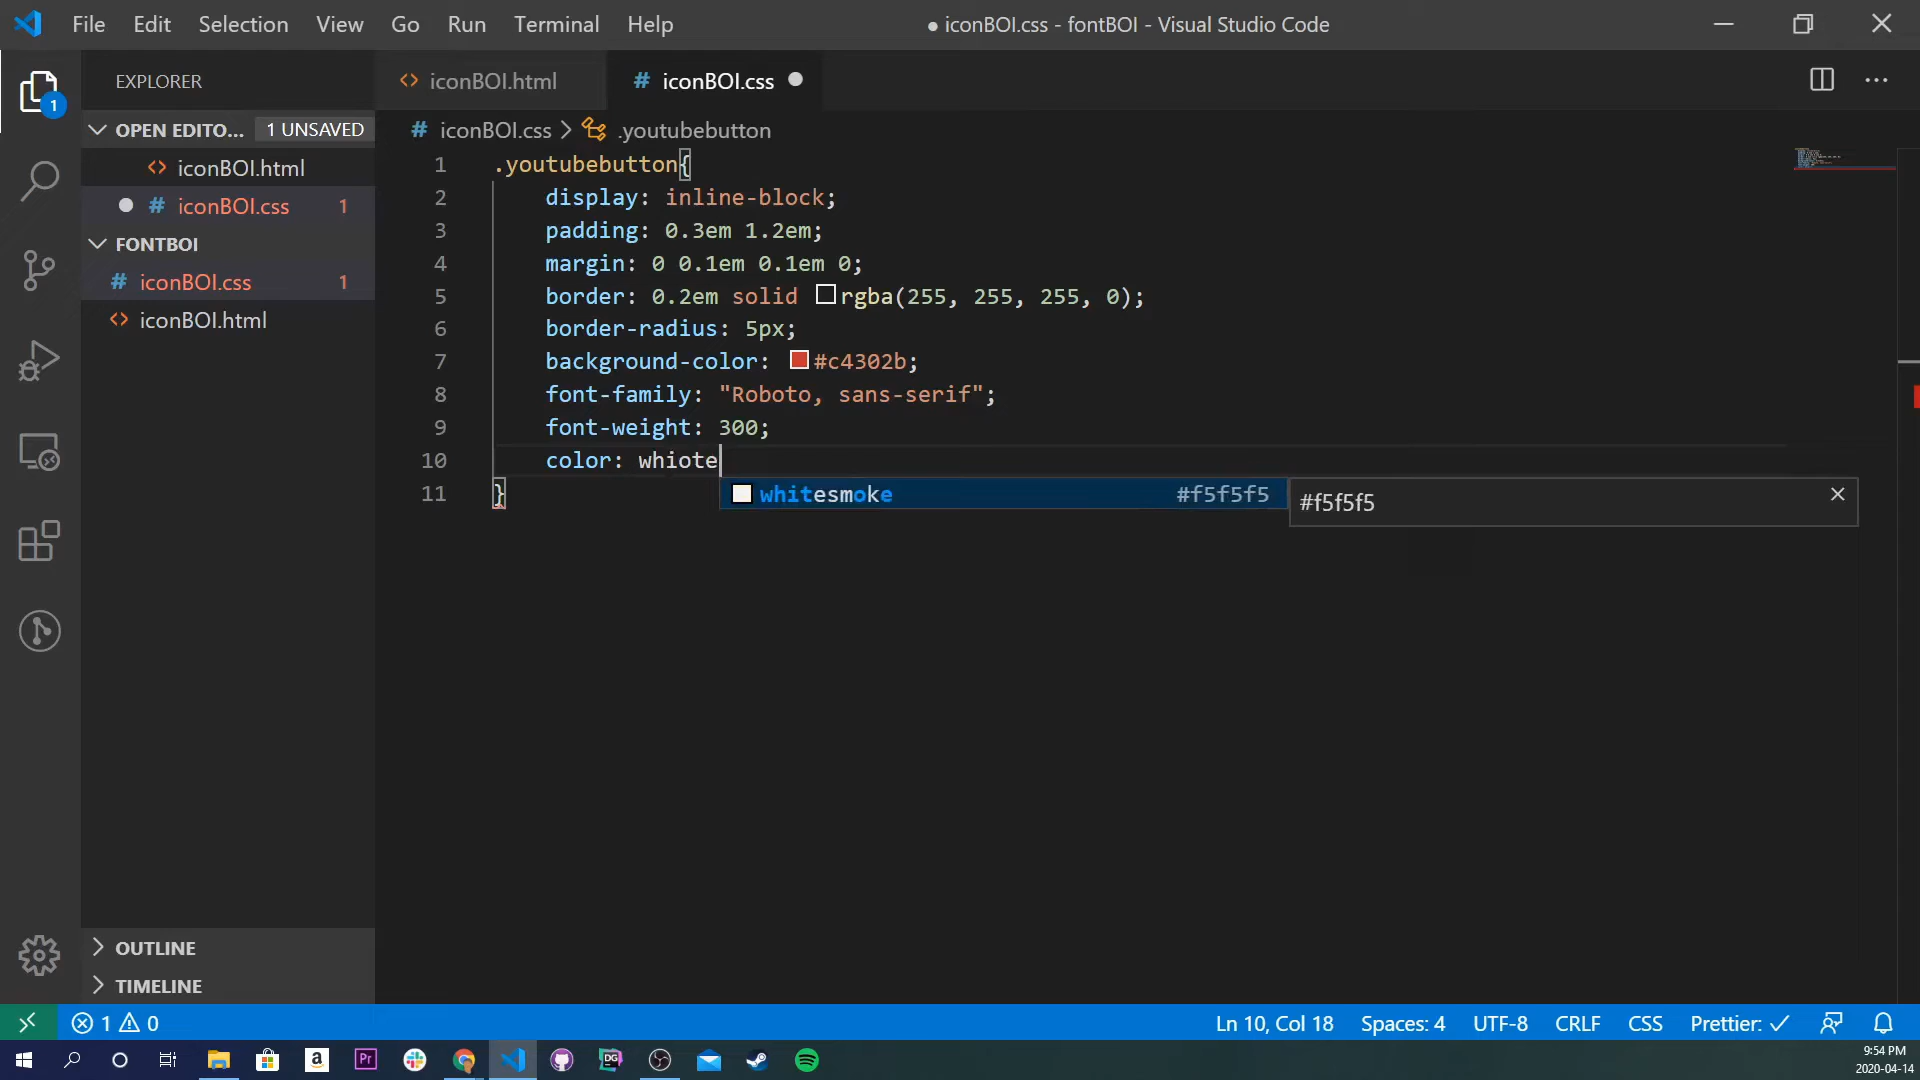 File Edit Selection View Go Run Terminal Help
● iconBOI.css - fontBOI - Visual Studio Code
1
EXPLORER
OPEN EDITO... 1 UNSAVED
<> iconBOI.html
# iconBOI.css 1
FONTBOI
# iconBOI.css 1
<> iconBOI.html
OUTLINE
TIMELINE
<> iconBOI.html # iconBOI.css ●
# iconBOI.css > .youtubebutton
1 .youtubebutton{
2 display: inline-block;
3 padding: 0.3em 1.2em;
4 margin: 0 0.1em 0.1em 0;
5 border: 0.2em solid rgba(255, 255, 255, 0);
6 border-radius: 5px;
7 background-color: #c4302b;
8 font-family: "Roboto, sans-serif";
9 font-weight: 300;
10 color: whiote
11 }
whitesmoke #f5f5f5
#f5f5f5
1 0
Ln 10, Col 18 Spaces: 4 UTF-8 CRLF CSS Prettier: ✓
a Pr DG
9:54 PM
2020-04-14